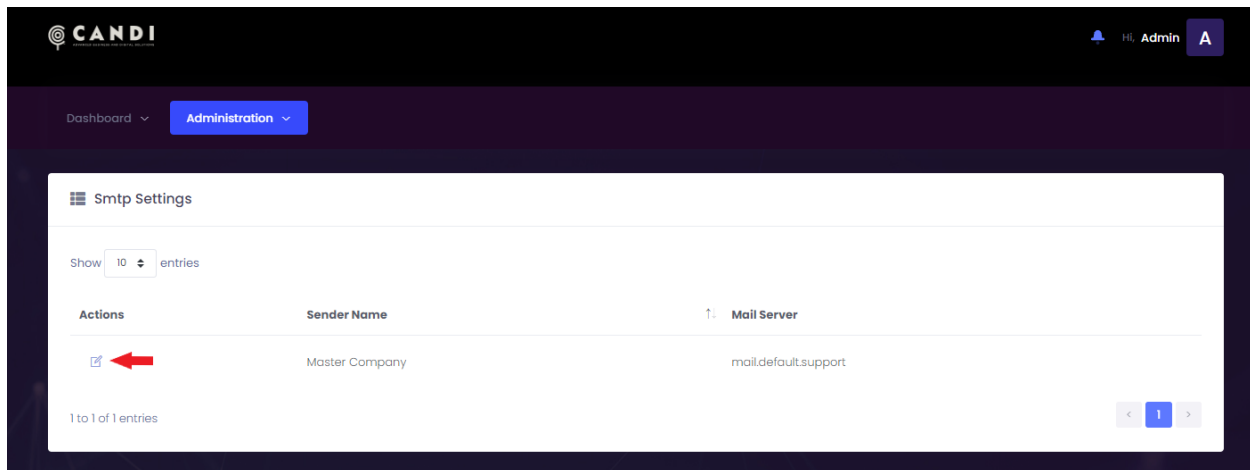 CANDI
Hi, Admin A
Dashboard Administration
Smtp Settings
Show 10 entries
Actions Sender Name Mail Server
Master Company mail.default.support
1 to 1 of 1 entries
< 1 >